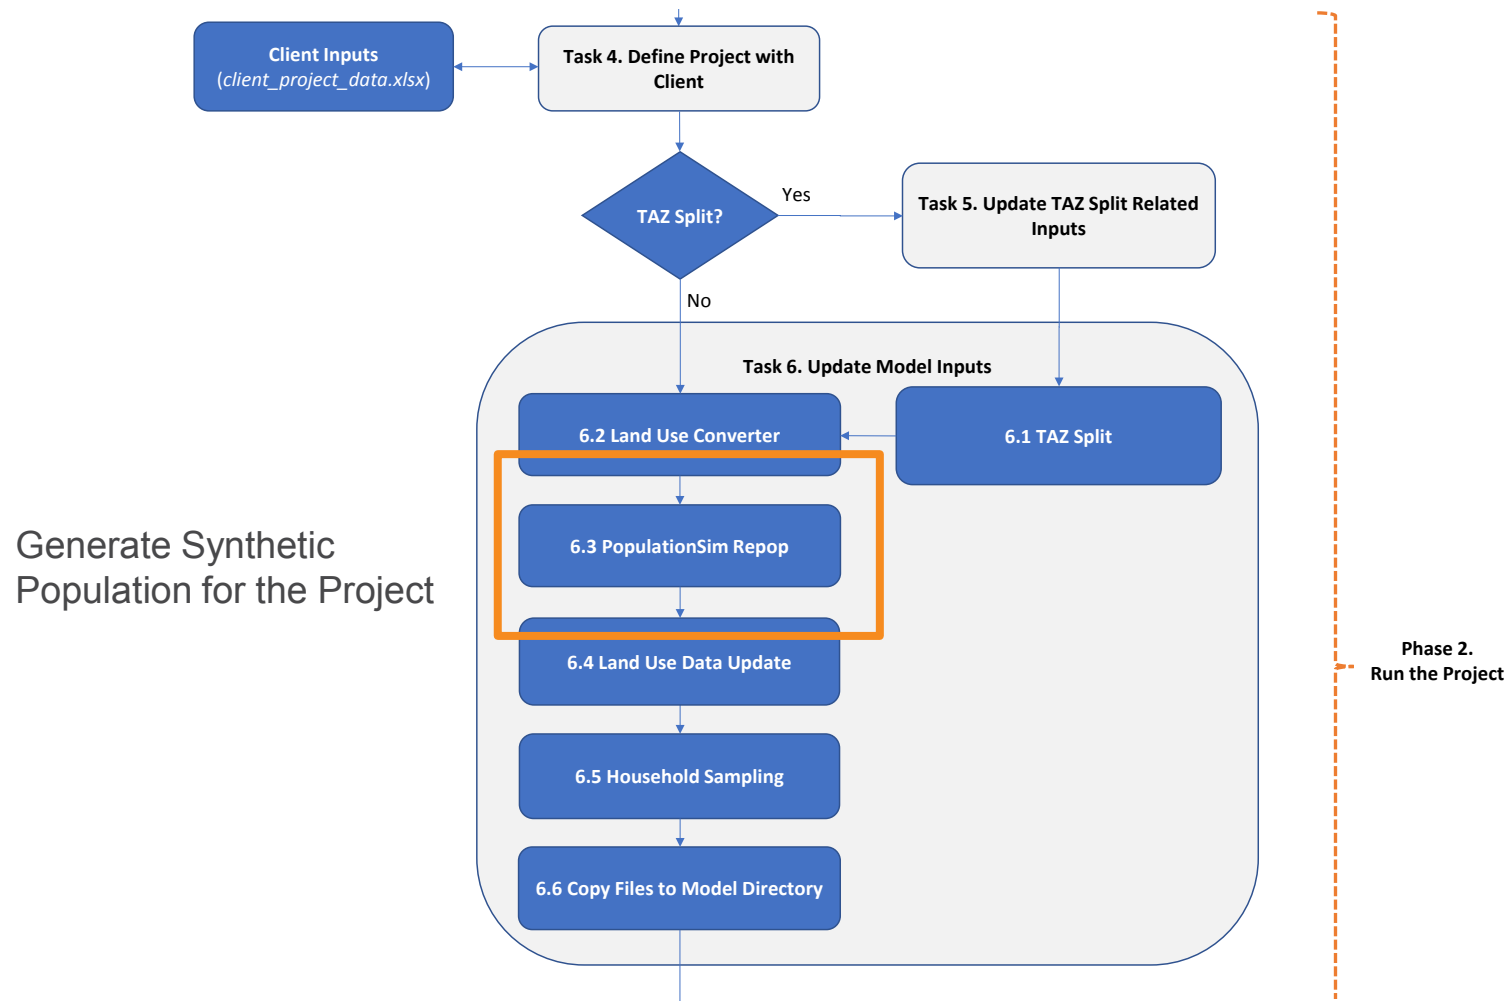 Client Inputs
(client_project_data.xlsx)
Task 4. Define Project with
Client
TAZ Split?
Yes
Task 5. Update TAZ Split Related
Inputs
No
Task 6. Update Model Inputs
6.2 Land Use Converter
6.1 TAZ Split
6.3 PopulationSim Repop
Generate Synthetic
Population for the Project
6.4 Land Use Data Update
Phase 2.
Run the Project
6.5 Household Sampling
6.6 Copy Files to Model Directory